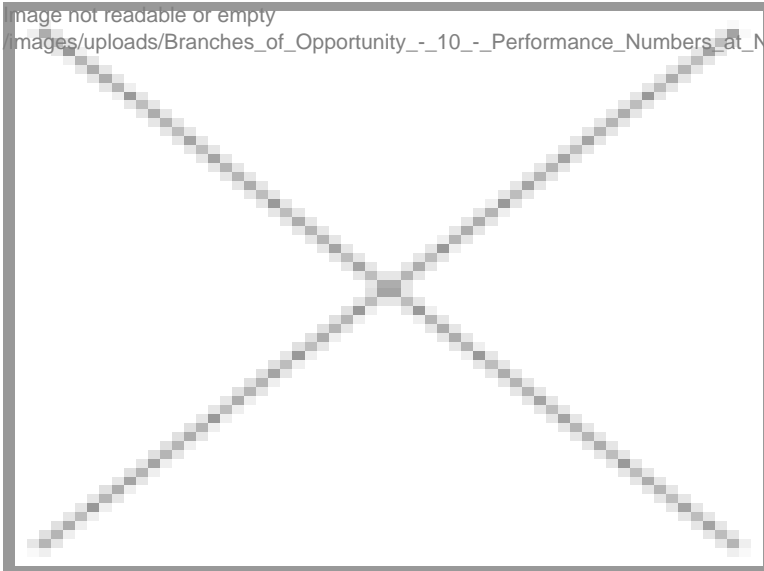 Image not readable or empty
/images/uploads/Branches_of_Opportunity_-_10_-_Performance_Numbers_at_N